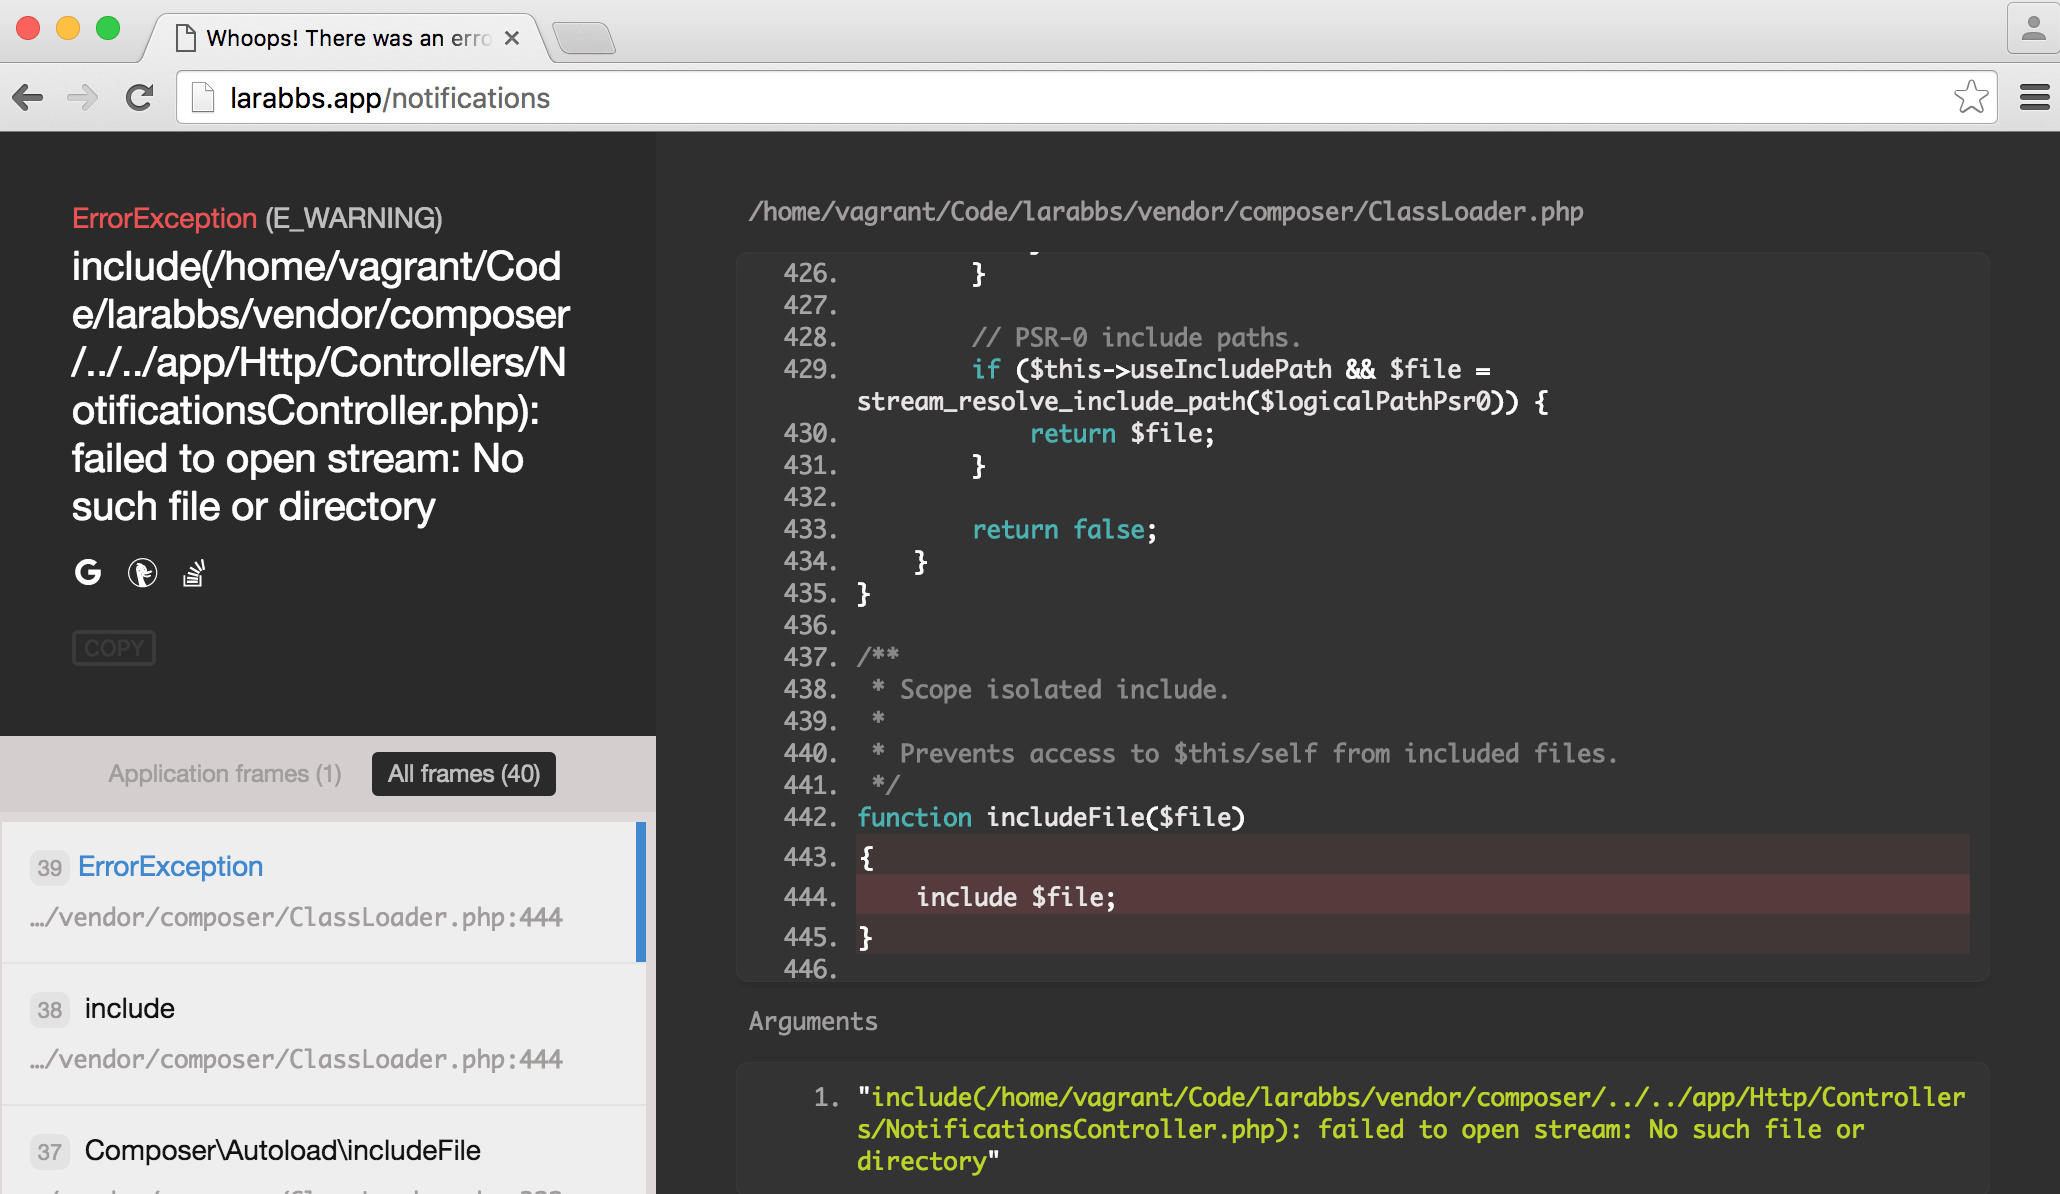 Whoops! There was an erro
larabbs.app/notifications
ErrorException (E_WARNING)
include(/home/vagrant/Cod
e/larabbs/vendor/composer
/../../app/Http/Controllers/N
otificationsController.php):
failed to open stream: No
such file or directory
COPY
Application frames (1) All frames (40)
39 ErrorException
…/vendor/composer/ClassLoader.php:444
38 include
…/vendor/composer/ClassLoader.php:444
37 Composer\Autoload\includeFile
/home/vagrant/Code/larabbs/vendor/composer/ClassLoader.php
426.         }
427.
428.         // PSR-0 include paths.
429.         if ($this->useIncludePath && $file =
stream_resolve_include_path($logicalPathPsr0)) {
430.             return $file;
431.         }
432.
433.         return false;
434.     }
435. }
436.
437. /**
438.  * Scope isolated include.
439.  *
440.  * Prevents access to $this/self from included files.
441.  */
442. function includeFile($file)
443. {
444.     include $file;
445. }
446.
Arguments
1. "include(/home/vagrant/Code/larabbs/vendor/composer/../../app/Http/Controller
s/NotificationsController.php): failed to open stream: No such file or
directory"